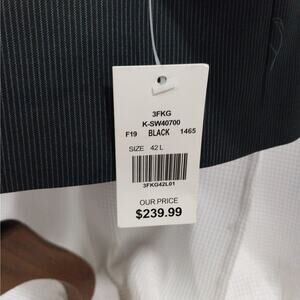 3FKG
K-SW40700
F19 BLACK 1465
SIZE 42 L
3FKG42L01
OUR PRICE
$239.99